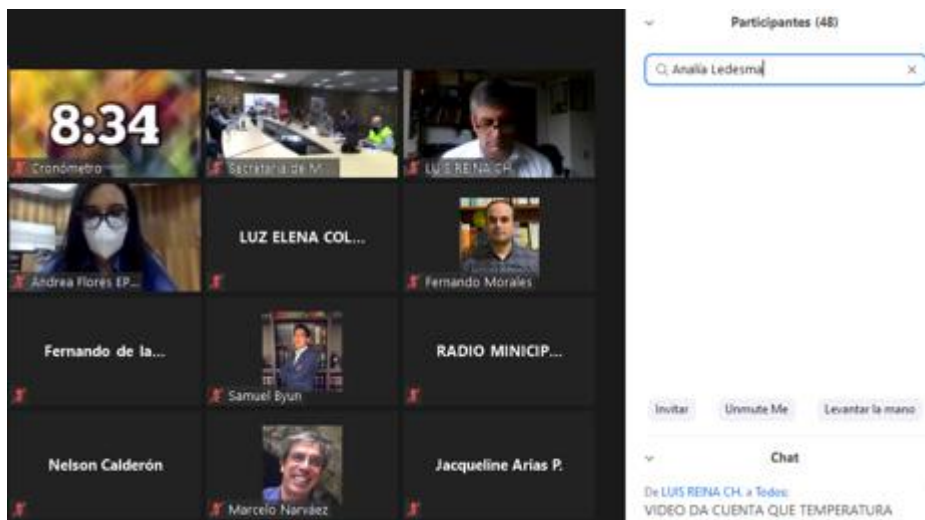 Participantes (48)
Analía Ledesma
8:34
Cronómetro
Secretaria de M...
LUIS REINA CH.
Andrea Flores EP...
LUZ ELENA COL...
Fernando Morales
Fernando de la...
Samuel Byun
RADIO MINICIP...
Nelson Calderón
Marcelo Narváez
Jacqueline Arias P.
Invitar
Unmute Me
Levantar la mano
Chat
De LUIS REINA CH. a Todos:
VIDEO DA CUENTA QUE TEMPERATURA